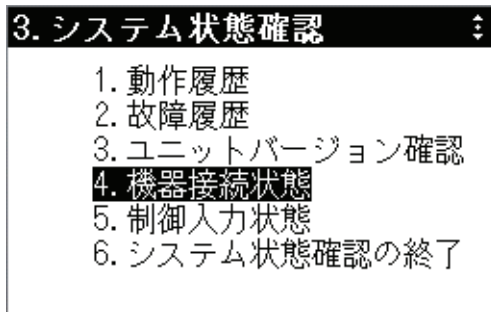 3.システム状態確認
1.動作履歴
2.故障履歴
3.ユニットバージョン確認
4.機器接続状態
5.制御入力状態
6.システム状態確認の終了